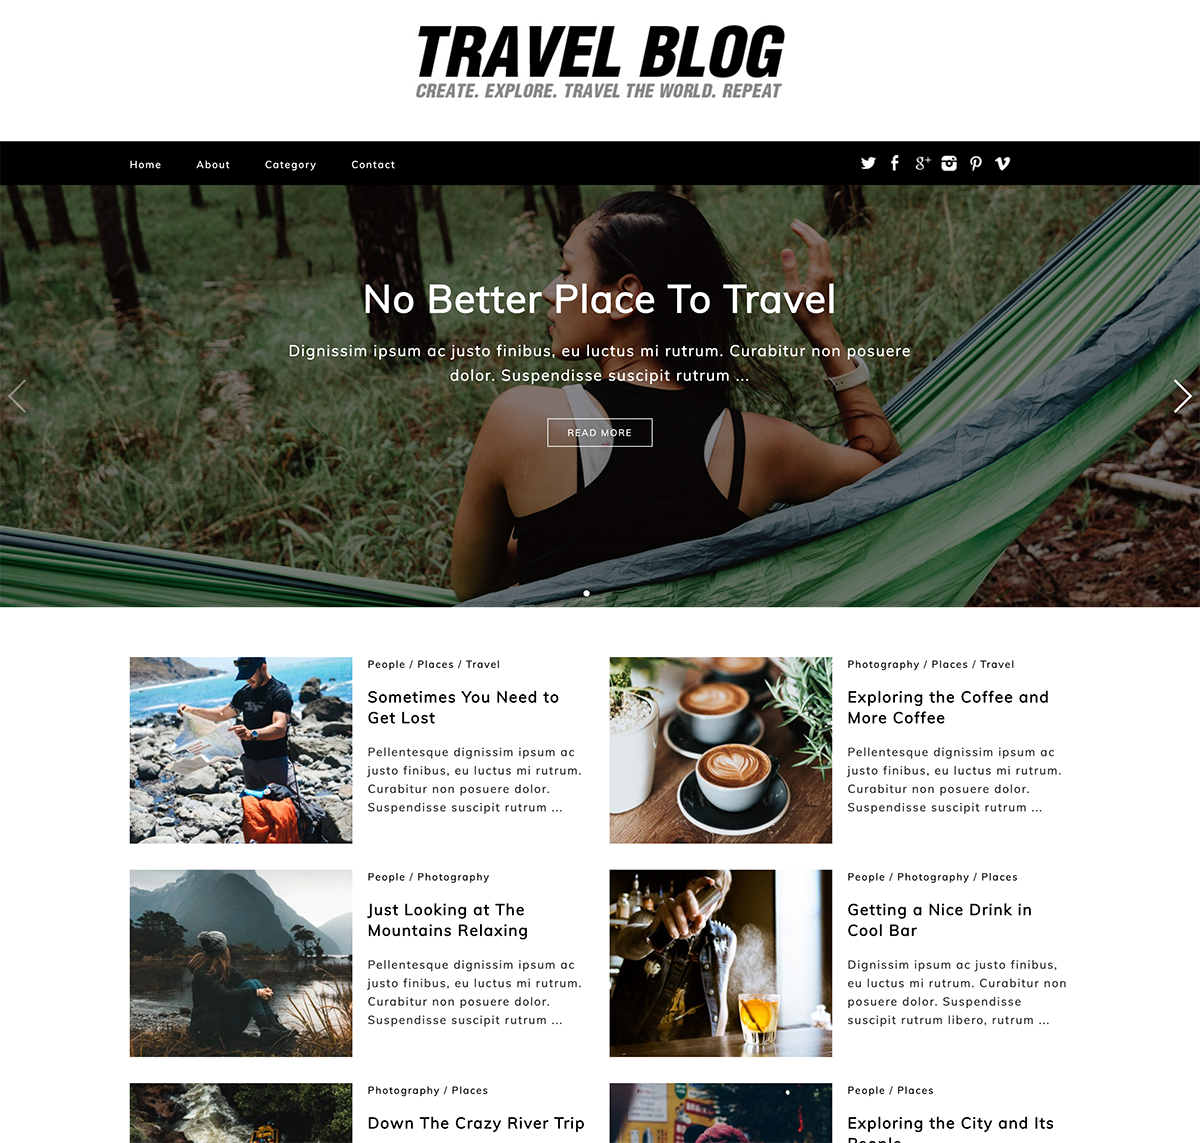 TRAVEL BLOG
CREATE. EXPLORE. TRAVEL THE WORLD. REPEAT
Home About Category Contact
No Better Place To Travel
Dignissim ipsum ac justo finibus, eu luctus mi rutrum. Curabitur non posuere
dolor. Suspendisse suscipit rutrum ...
READ MORE
People / Places / Travel
Sometimes You Need to
Get Lost
Pellentesque dignissim ipsum ac
justo finibus, eu luctus mi rutrum.
Curabitur non posuere dolor.
Suspendisse suscipit rutrum ...
Photography / Places / Travel
Exploring the Coffee and
More Coffee
Pellentesque dignissim ipsum ac
justo finibus, eu luctus mi rutrum.
Curabitur non posuere dolor.
Suspendisse suscipit rutrum ...
People / Photography
Just Looking at The
Mountains Relaxing
Pellentesque dignissim ipsum ac
justo finibus, eu luctus mi rutrum.
Curabitur non posuere dolor.
Suspendisse suscipit rutrum ...
People / Photography / Places
Getting a Nice Drink in
Cool Bar
Dignissim ipsum ac justo finibus,
eu luctus mi rutrum. Curabitur non
posuere dolor. Suspendisse
suscipit rutrum libero, rutrum ...
Photography / Places
Down The Crazy River Trip
People / Places
Exploring the City and Its
People